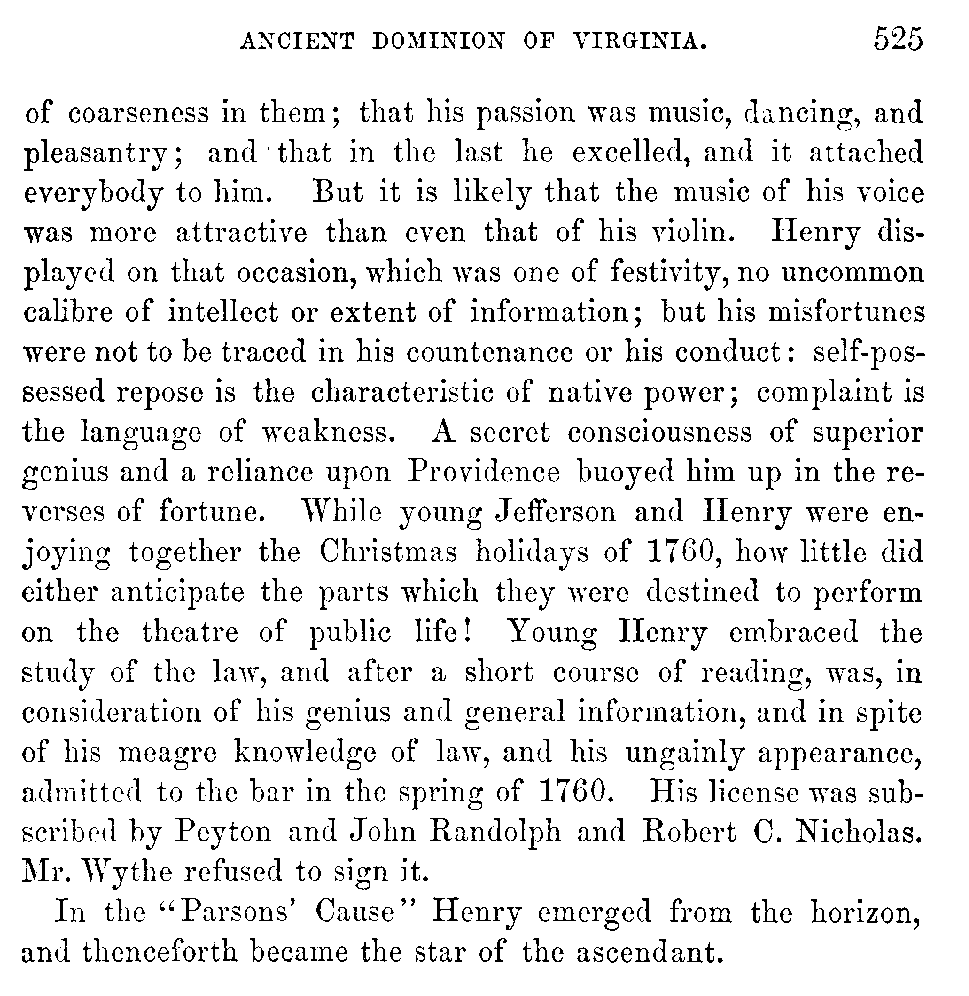 ANCIENT DOMINION OF VIRGINIA. 525
of coarseness in them; that his passion was music, dancing, and
pleasantry; and that in the last he excelled, and it attached
everybody to him. But it is likely that the music of his voice
was more attractive than even that of his violin. Henry dis-
played on that occasion, which was one of festivity, no uncommon
calibre of intellect or extent of information; but his misfortunes
were not to be traced in his countenance or his conduct: self-pos-
sessed repose is the characteristic of native power; complaint is
the language of weakness. A secret consciousness of superior
genius and a reliance upon Providence buoyed him up in the re-
verses of fortune. While young Jefferson and Henry were en-
joying together the Christmas holidays of 1760, how little did
either anticipate the parts which they were destined to perform
on the theatre of public life! Young Henry embraced the
study of the law, and after a short course of reading, was, in
consideration of his genius and general information, and in spite
of his meagre knowledge of law, and his ungainly appearance,
admitted to the bar in the spring of 1760. His license was sub-
scribed by Peyton and John Randolph and Robert C. Nicholas.
Mr. Wythe refused to sign it.
In the "Parsons' Cause" Henry emerged from the horizon,
and thenceforth became the star of the ascendant.